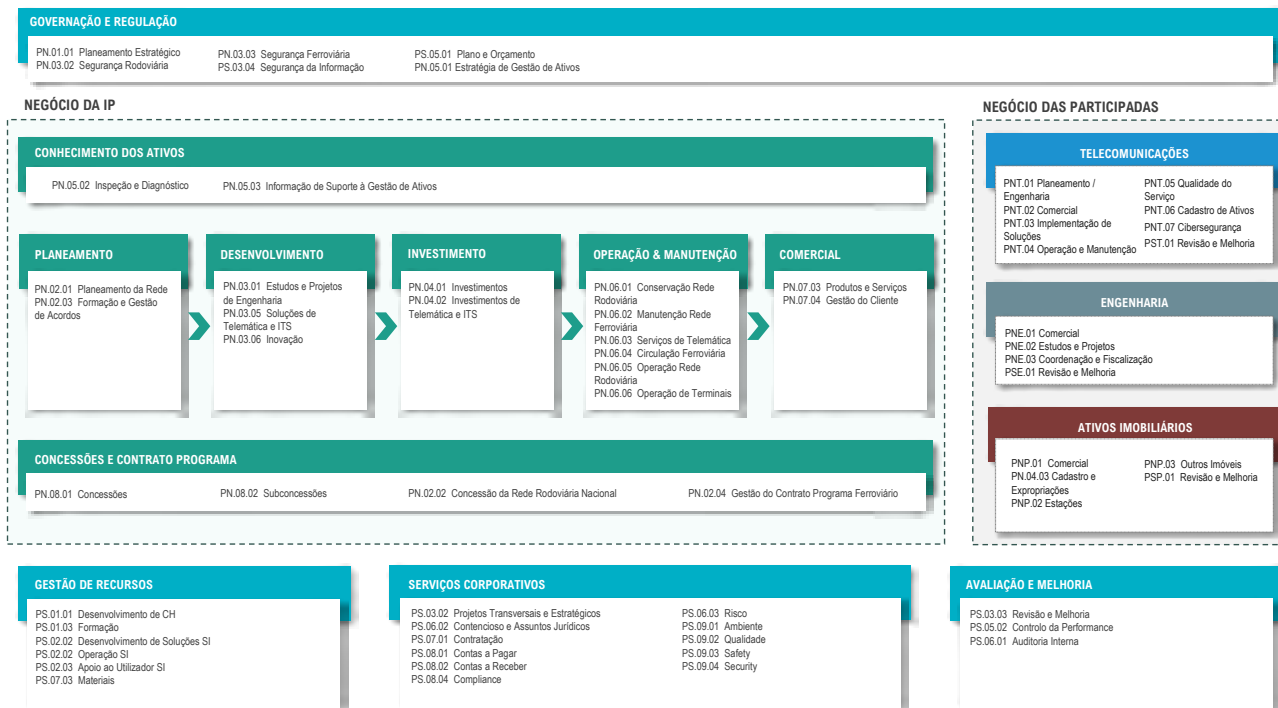 GOVERNAÇÃO E REGULAÇÃO
PN.01.01 Planeamento Estratégico
PN.03.02 Segurança Rodoviária
PN.03.03 Segurança Ferroviária
PS.03.04 Segurança da Informação
PS.05.01 Plano e Orçamento
PN.05.01 Estratégia de Gestão de Ativos
NEGÓCIO DA IP
CONHECIMENTO DOS ATIVOS
PN.05.02 Inspeção e Diagnóstico
PN.05.03 Informação de Suporte à Gestão de Ativos
PLANEAMENTO
PN.02.01 Planeamento da Rede
PN.02.03 Formação e Gestão
de Acordos
DESENVOLVIMENTO
PN.03.01 Estudos e Projetos
de Engenharia
PN.03.05 Soluções de
Telemática e ITS
PN.03.06 Inovação
INVESTIMENTO
PN.04.01 Investimentos
PN.04.02 Investimentos de
Telemática e ITS
OPERAÇÃO & MANUTENÇÃO
PN.06.01 Conservação Rede
Rodoviária
PN.06.02 Manutenção Rede
Ferroviária
PN.06.03 Serviços de Telemática
PN.06.04 Circulação Ferroviária
PN.06.05 Operação Rede
Rodoviária
PN.06.06 Operação de Terminais
COMERCIAL
PN.07.03 Produtos e Serviços
PN.07.04 Gestão do Cliente
CONCESSÕES E CONTRATO PROGRAMA
PN.08.01 Concessões
PN.08.02 Subconcessões
PN.02.02 Concessão da Rede Rodoviária Nacional
PN.02.04 Gestão do Contrato Programa Ferroviário
NEGÓCIO DAS PARTICIPADAS
TELECOMUNICAÇÕES
PNT.01 Planeamento /
Engenharia
PNT.02 Comercial
PNT.03 Implementação de
Soluções
PNT.04 Operação e Manutenção
PNT.05 Qualidade do
Serviço
PNT.06 Cadastro de Ativos
PNT.07 Cibersegurança
PST.01 Revisão e Melhoria
ENGENHARIA
PNE.01 Comercial
PNE.02 Estudos e Projetos
PNE.03 Coordenação e Fiscalização
PSE.01 Revisão e Melhoria
ATIVOS IMOBILIÁRIOS
PNP.01 Comercial
PN.04.03 Cadastro e
Expropriações
PNP.02 Estações
PNP.03 Outros Imóveis
PSP.01 Revisão e Melhoria
GESTÃO DE RECURSOS
PS.01.01 Desenvolvimento de CH
PS.01.03 Formação
PS.02.02 Desenvolvimento de Soluções SI
PS.02.02 Operação SI
PS.02.03 Apoio ao Utilizador SI
PS.07.03 Materiais
SERVIÇOS CORPORATIVOS
PS.03.02 Projetos Transversais e Estratégicos
PS.06.02 Contencioso e Assuntos Jurídicos
PS.07.01 Contratação
PS.08.01 Contas a Pagar
PS.08.02 Contas a Receber
PS.08.04 Compliance
PS.06.03 Risco
PS.09.01 Ambiente
PS.09.02 Qualidade
PS.09.03 Safety
PS.09.04 Security
AVALIAÇÃO E MELHORIA
PS.03.03 Revisão e Melhoria
PS.05.02 Controlo da Performance
PS.06.01 Auditoria Interna